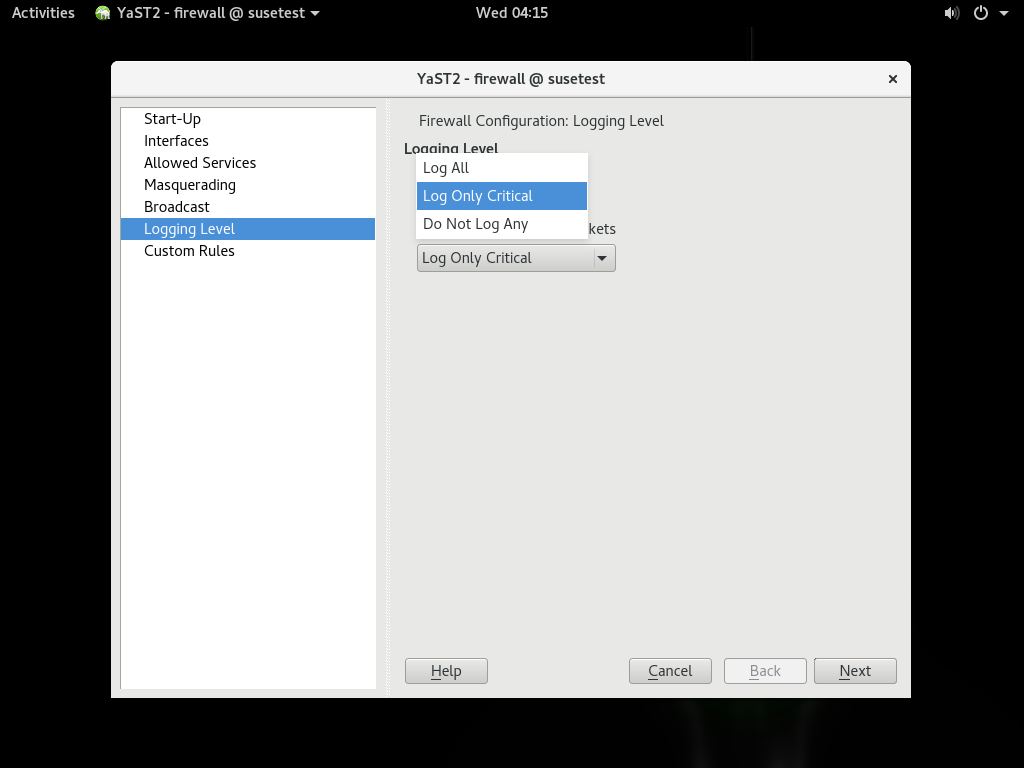 Activities YaST2 - firewall @ susetest Wed 04:15
YaST2 - firewall @ susetest
Start-Up
Interfaces
Allowed Services
Masquerading
Broadcast
Logging Level
Custom Rules
Firewall Configuration: Logging Level
Logging Level
Log All
Log Only Critical
Do Not Log Any
Log Only Critical
Help Cancel Back Next